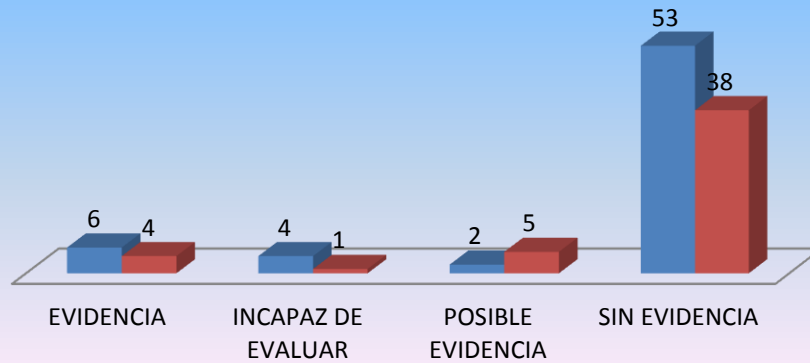 53
38
6
4
4
1
2
5
EVIDENCIA
INCAPAZ DE
EVALUAR
POSIBLE
EVIDENCIA
SIN EVIDENCIA